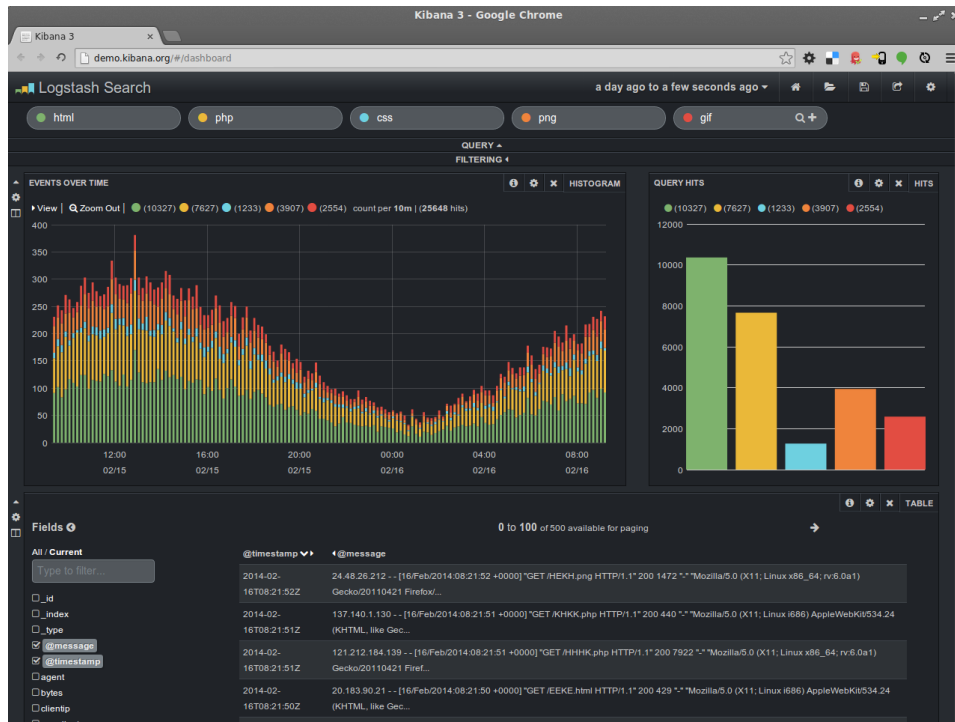 Kibana 3 - Google Chrome
Kibana 3
demo.kibana.org/#/dashboard
Logstash Search
a day ago to a few seconds ago
html
php
css
png
gif
QUERY
FILTERING
EVENTS OVER TIME
HISTOGRAM
View | Zoom Out | (10327) (7627) (1233) (3907) (2554) count per 10m | (25648 hits)
400
350
300
250
200
150
100
50
0
12:00
02/15
16:00
02/15
20:00
02/15
00:00
02/16
04:00
02/16
08:00
02/16
QUERY HITS
HITS
(10327) (7627) (1233) (3907) (2554)
12000
10000
8000
6000
4000
2000
0
TABLE
Fields
0 to 100 of 500 available for paging
All / Current
Type to filter...
_id
_index
_type
@message
@timestamp
agent
bytes
clientip
@timestamp
@message
2014-02-
16T08:21:52Z
24.48.26.212 - - [16/Feb/2014:08:21:52 +0000] "GET /HEKH.png HTTP/1.1" 200 1472 "-" "Mozilla/5.0 (X11; Linux x86_64; rv:6.0a1)
Gecko/20110421 Firefox/...
2014-02-
16T08:21:51Z
137.140.1.130 - - [16/Feb/2014:08:21:51 +0000] "GET /KHKK.php HTTP/1.1" 200 440 "-" "Mozilla/5.0 (X11; Linux i686) AppleWebKit/534.24
(KHTML, like Gec...
2014-02-
16T08:21:51Z
121.212.184.139 - - [16/Feb/2014:08:21:51 +0000] "GET /HHHK.php HTTP/1.1" 200 7922 "-" "Mozilla/5.0 (X11; Linux x86_64; rv:6.0a1)
Gecko/20110421 Firef...
2014-02-
16T08:21:50Z
20.183.90.21 - - [16/Feb/2014:08:21:50 +0000] "GET /EEKE.html HTTP/1.1" 200 429 "-" "Mozilla/5.0 (X11; Linux i686) AppleWebKit/534.24
(KHTML, like Gec...